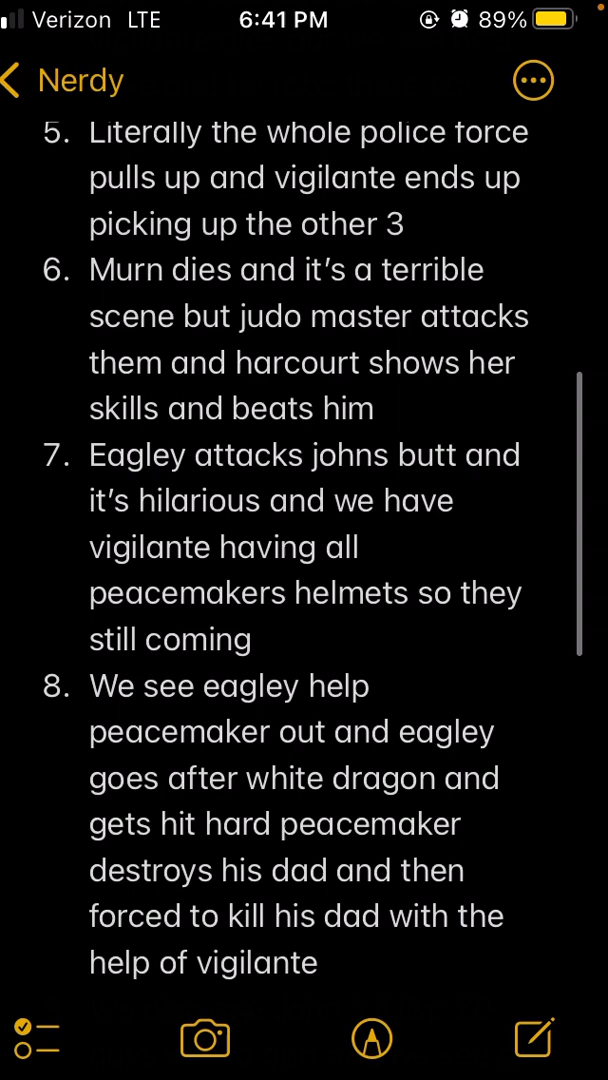 Verizon LTE 6:41 PM 89%
Nerdy
5. Literally the whole police force
pulls up and vigilante ends up
picking up the other 3
6. Murn dies and it's a terrible
scene but judo master attacks
them and harcourt shows her
skills and beats him
7. Eagley attacks johns butt and
it's hilarious and we have
vigilante having all
peacemakers helmets so they
still coming
8. We see eagley help
peacemaker out and eagley
goes after white dragon and
gets hit hard peacemaker
destroys his dad and then
forced to kill his dad with the
help of vigilante